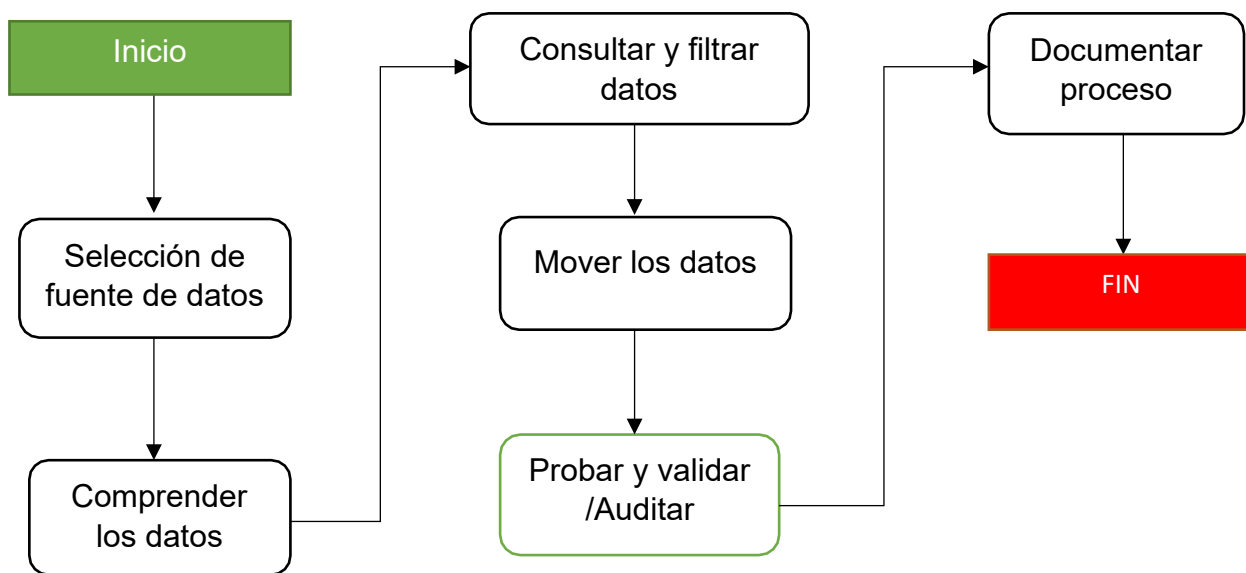 Inicio
Selección de
fuente de datos
Comprender
los datos
Consultar y filtrar
datos
Mover los datos
Probar y validar
/Auditar
Documentar
proceso
FIN